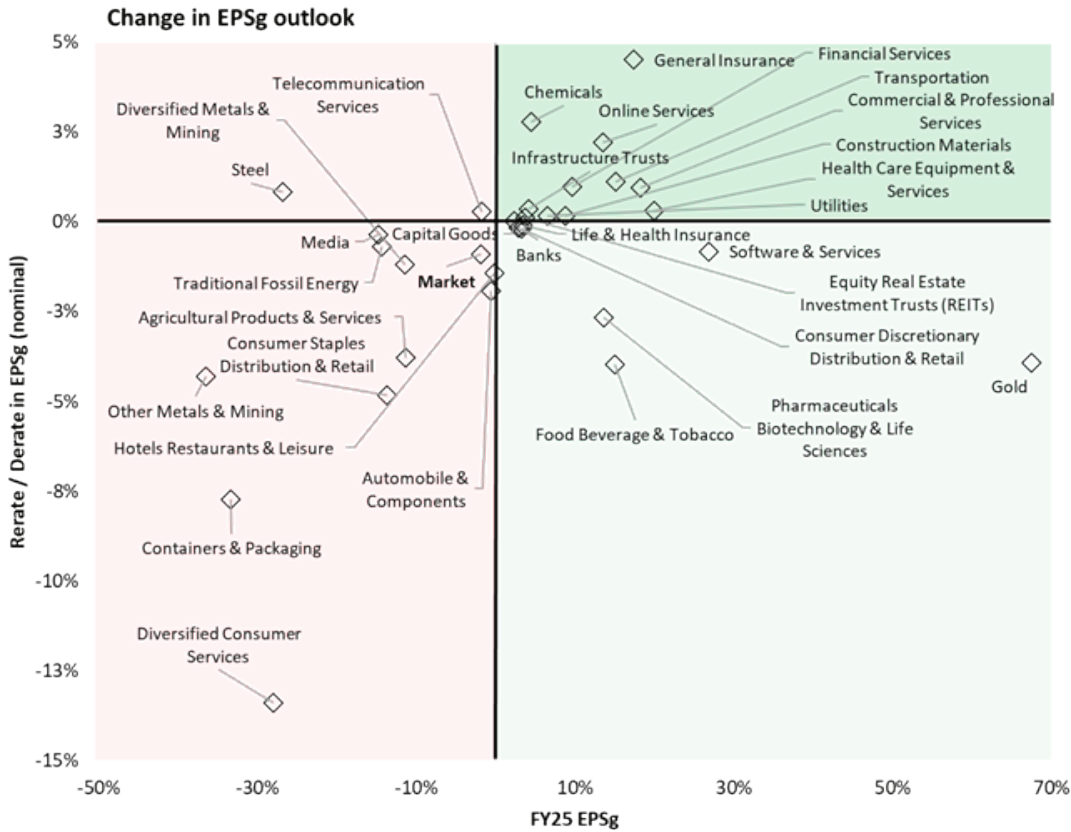 Change in EPSg outlook
5%
3%
0%
-3%
-5%
-8%
-10%
-13%
-15%
Rerate / Derate in EPSg (nominal)
Telecommunication
Services
Diversified Metals &
Mining
Steel
General Insurance
Financial Services
Transportation
Chemicals
Online Services
Commercial & Professional
Services
Infrastructure Trusts
Construction Materials
Health Care Equipment &
Services
Utilities
Media
Capital Goods
Life & Health Insurance
Banks
Software & Services
Traditional Fossil Energy
Market
Equity Real Estate
Investment Trusts (REITs)
Agricultural Products & Services
Consumer Staples
Distribution & Retail
Consumer Discretionary
Distribution & Retail
Gold
Other Metals & Mining
Pharmaceuticals
Biotechnology & Life
Sciences
Food Beverage & Tobacco
Hotels Restaurants & Leisure
Automobile &
Components
Containers & Packaging
Diversified Consumer
Services
-50%
-30%
-10%
10%
30%
50%
70%
FY25 EPSg